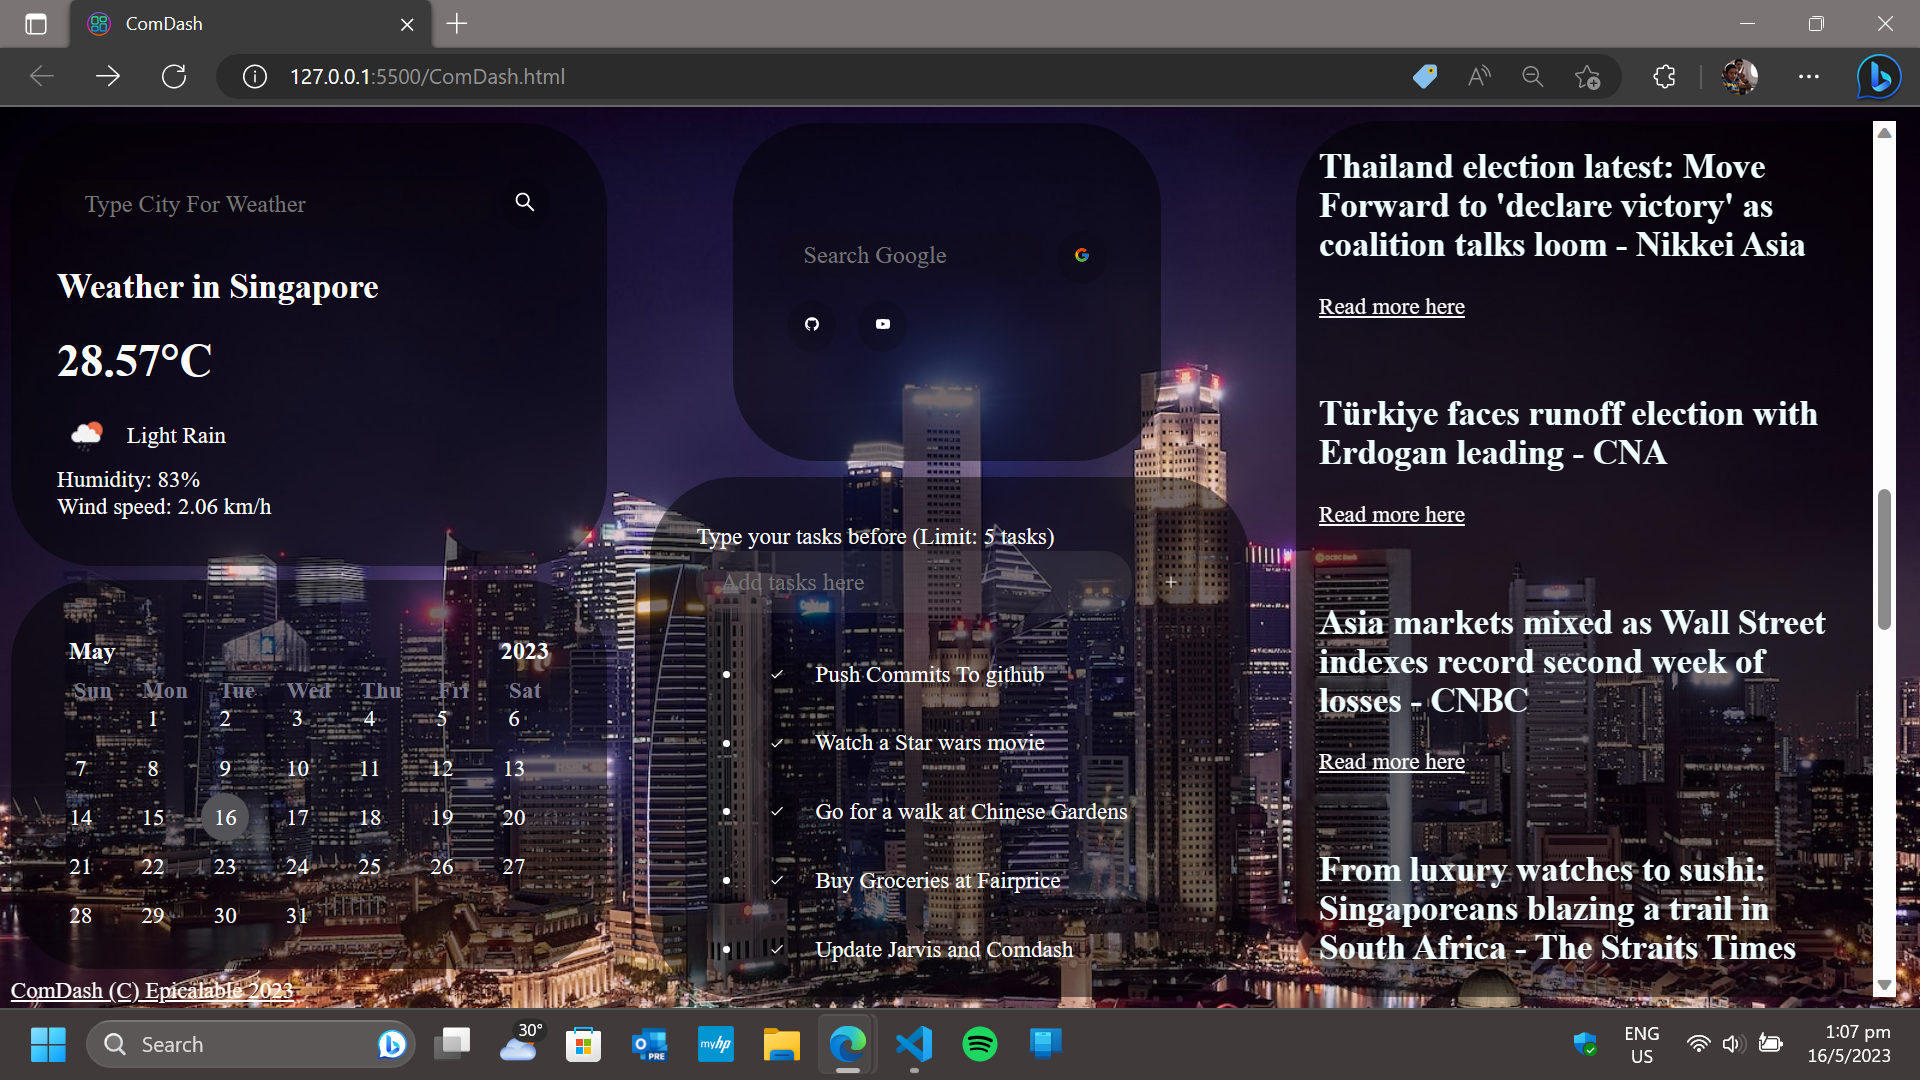 ComDash
127.0.0.1:5500/ComDash.html
Type City For Weather
Weather in Singapore
28.57°C
Light Rain
Humidity: 83%
Wind speed: 2.06 km/h
May 2023
Sun Mon Tue Wed Thu Fri Sat
1 2 3 4 5 6
7 8 9 10 11 12 13
14 15 16 17 18 19 20
21 22 23 24 25 26 27
28 29 30 31
ComDash (C) Epicalable 2023
Search Google
Type your tasks before (Limit: 5 tasks)
Add tasks here
+
Push Commits To github
Watch a Star wars movie
Go for a walk at Chinese Gardens
Buy Groceries at Fairprice
Update Jarvis and Comdash
Thailand election latest: Move
Forward to 'declare victory' as
coalition talks loom - Nikkei Asia
Read more here
Türkiye faces runoff election with
Erdogan leading - CNA
Read more here
Asia markets mixed as Wall Street
indexes record second week of
losses - CNBC
Read more here
From luxury watches to sushi:
Singaporeans blazing a trail in
South Africa - The Straits Times
Search
30°
PRE
myhp
ENG
US
1:07 pm
16/5/2023